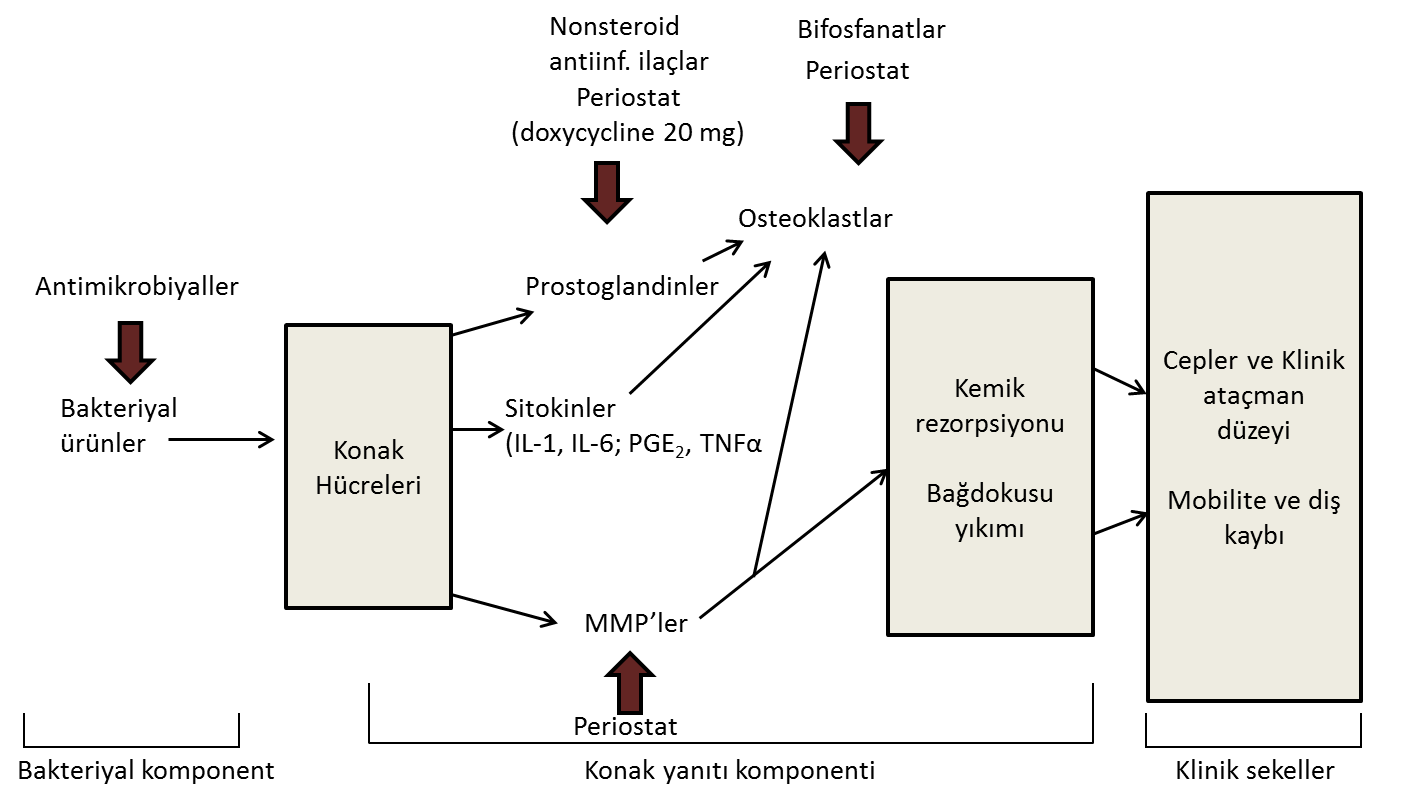 Nonsteroid
antiinf. ilaçlar
Periostat
(doxycycline 20 mg)
Bifosfanatlar
Periostat
Osteoklastlar
Antimikrobiyaller
Prostoglandinler
Bakteriyal
ürünler
Konak
Hücreleri
Sitokinler
(IL-1, IL-6; PGE₂, TNFα
Kemik
rezorpsiyonu
Bağdokusu
yıkımı
Cepler ve Klinik
ataçman
düzeyi
Mobilite ve diş
kaybı
MMP’ler
Periostat
Bakteriyal komponent
Konak yanıtı komponenti
Klinik sekeller